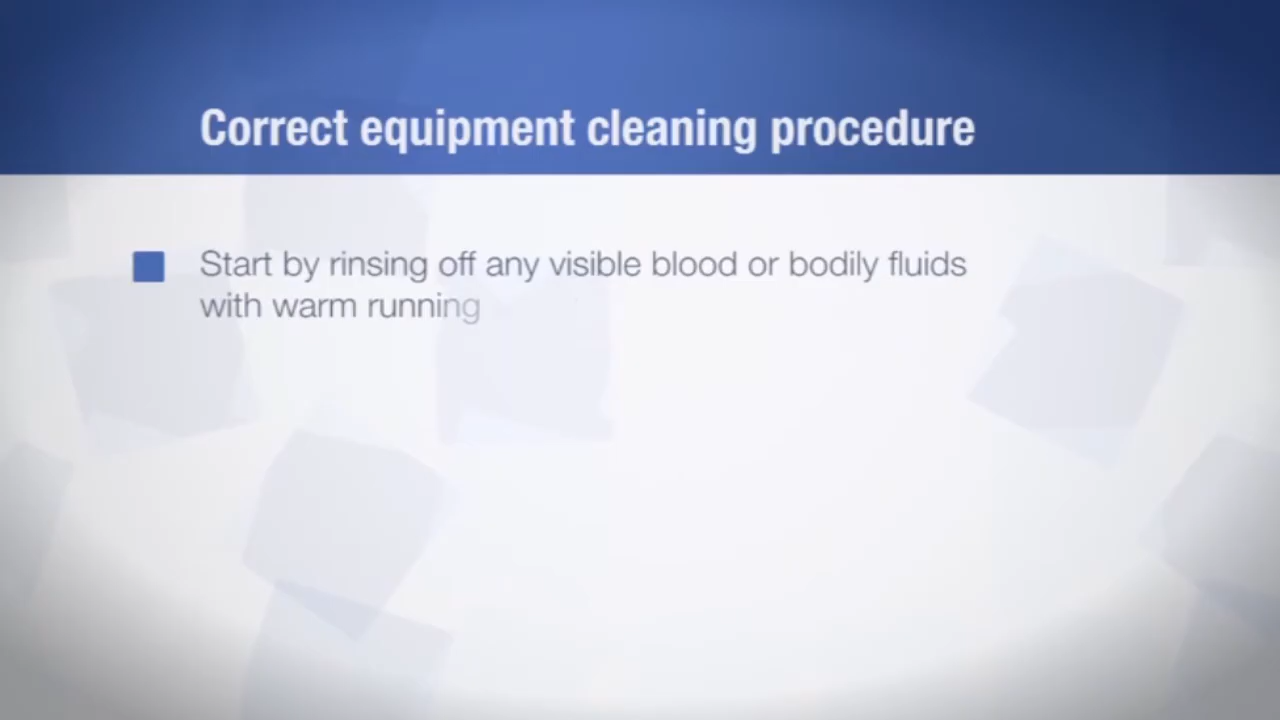 Correct equipment cleaning procedure
Start by rinsing off any visible blood or bodily fluids
with warm running